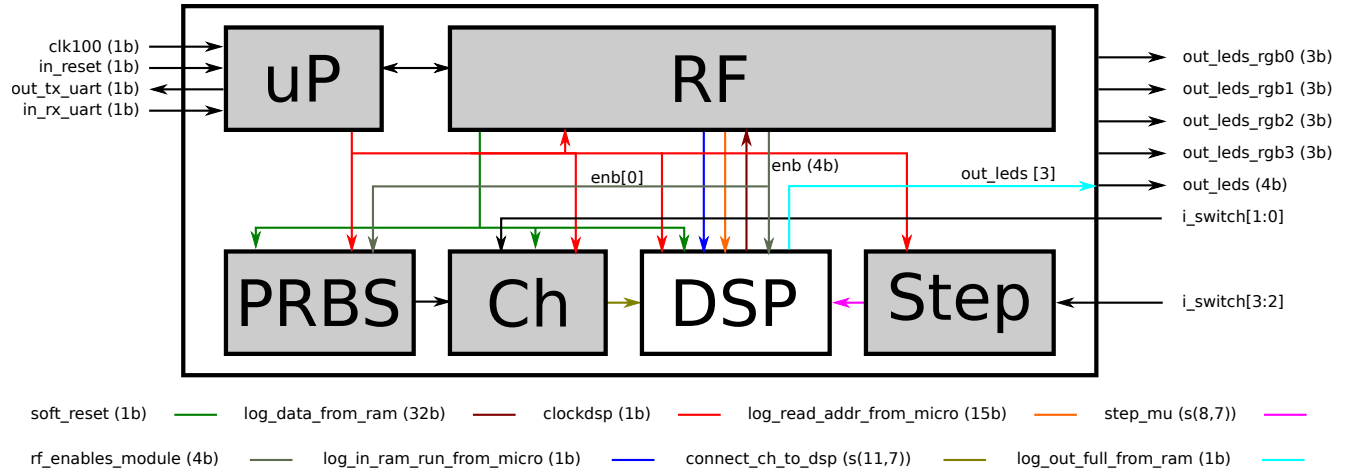 clk100 (1b)
in_reset (1b)
out_tx_uart (1b)
in_rx_uart (1b)
uP
RF
out_leds_rgb0 (3b)
out_leds_rgb1 (3b)
out_leds_rgb2 (3b)
out_leds_rgb3 (3b)
out_leds (4b)
i_switch[1:0]
i_switch[3:2]
enb[0]
enb (4b)
out_leds [3]
PRBS
Ch
DSP
Step
soft_reset (1b)
log_data_from_ram (32b)
clockdsp (1b)
log_read_addr_from_micro (15b)
step_mu (s(8,7))
rf_enables_module (4b)
log_in_ram_run_from_micro (1b)
connect_ch_to_dsp (s(11,7))
log_out_full_from_ram (1b)